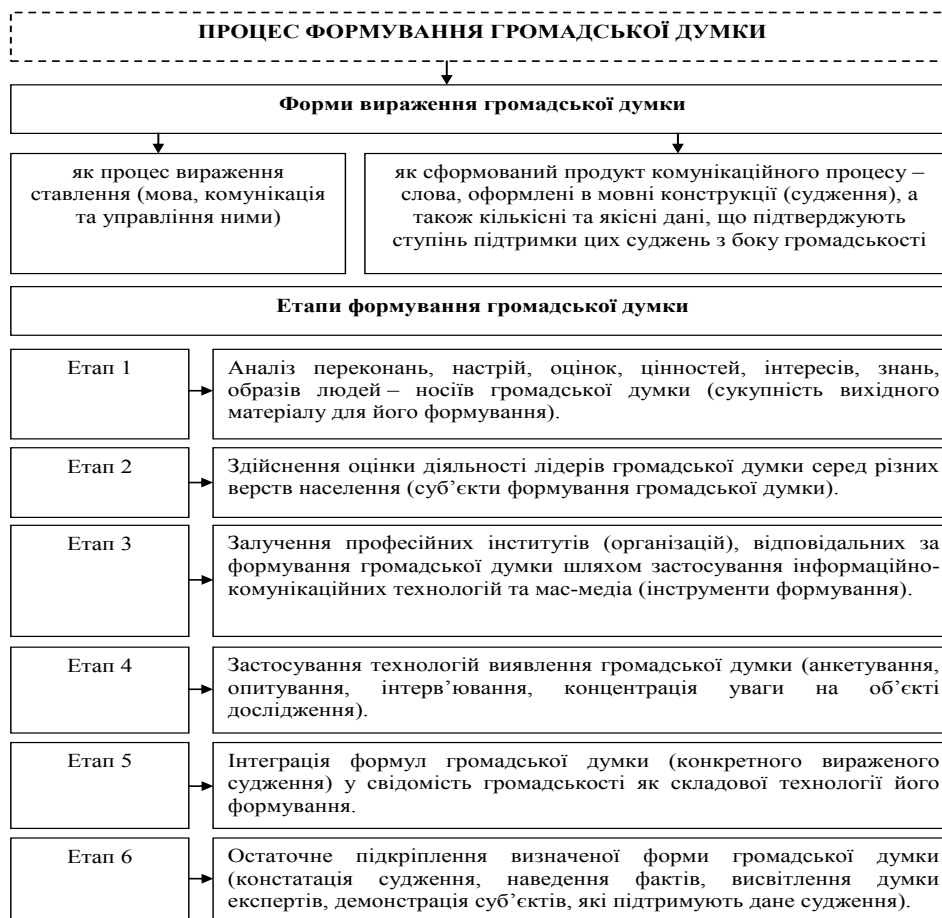 ПРОЦЕС ФОРМУВАННЯ ГРОМАДСЬКОЇ ДУМКИ
Форми вираження громадської думки
як процес вираження
ставлення (мова, комунікація
та управління ними)
як сформований продукт комунікаційного процесу –
слова, оформлені в мовні конструкції (судження), а
також кількісні та якісні дані, що підтверджують
ступінь підтримки цих суджень з боку громадськості
Етапи формування громадської думки
Етап 1
Аналіз переконань, настрій, оцінок, цінностей, інтересів, знань,
образів людей – носіїв громадської думки (сукупність вихідного
матеріалу для його формування).
Етап 2
Здійснення оцінки діяльності лідерів громадської думки серед різних
верств населення (суб’єкти формування громадської думки).
Етап 3
Залучення професійних інститутів (організацій), відповідальних за
формування громадської думки шляхом застосування інформаційно-
комунікаційних технологій та мас-медіа (інструменти формування).
Етап 4
Застосування технологій виявлення громадської думки (анкетування,
опитування, інтерв’ювання, концентрація уваги на об’єкті
дослідження).
Етап 5
Інтеграція формул громадської думки (конкретного вираженого
судження) у свідомість громадськості як складової технології його
формування.
Етап 6
Остаточне підкріплення визначеної форми громадської думки
(констатація судження, наведення фактів, висвітлення думки
експертів, демонстрація суб’єктів, які підтримують дане судження).